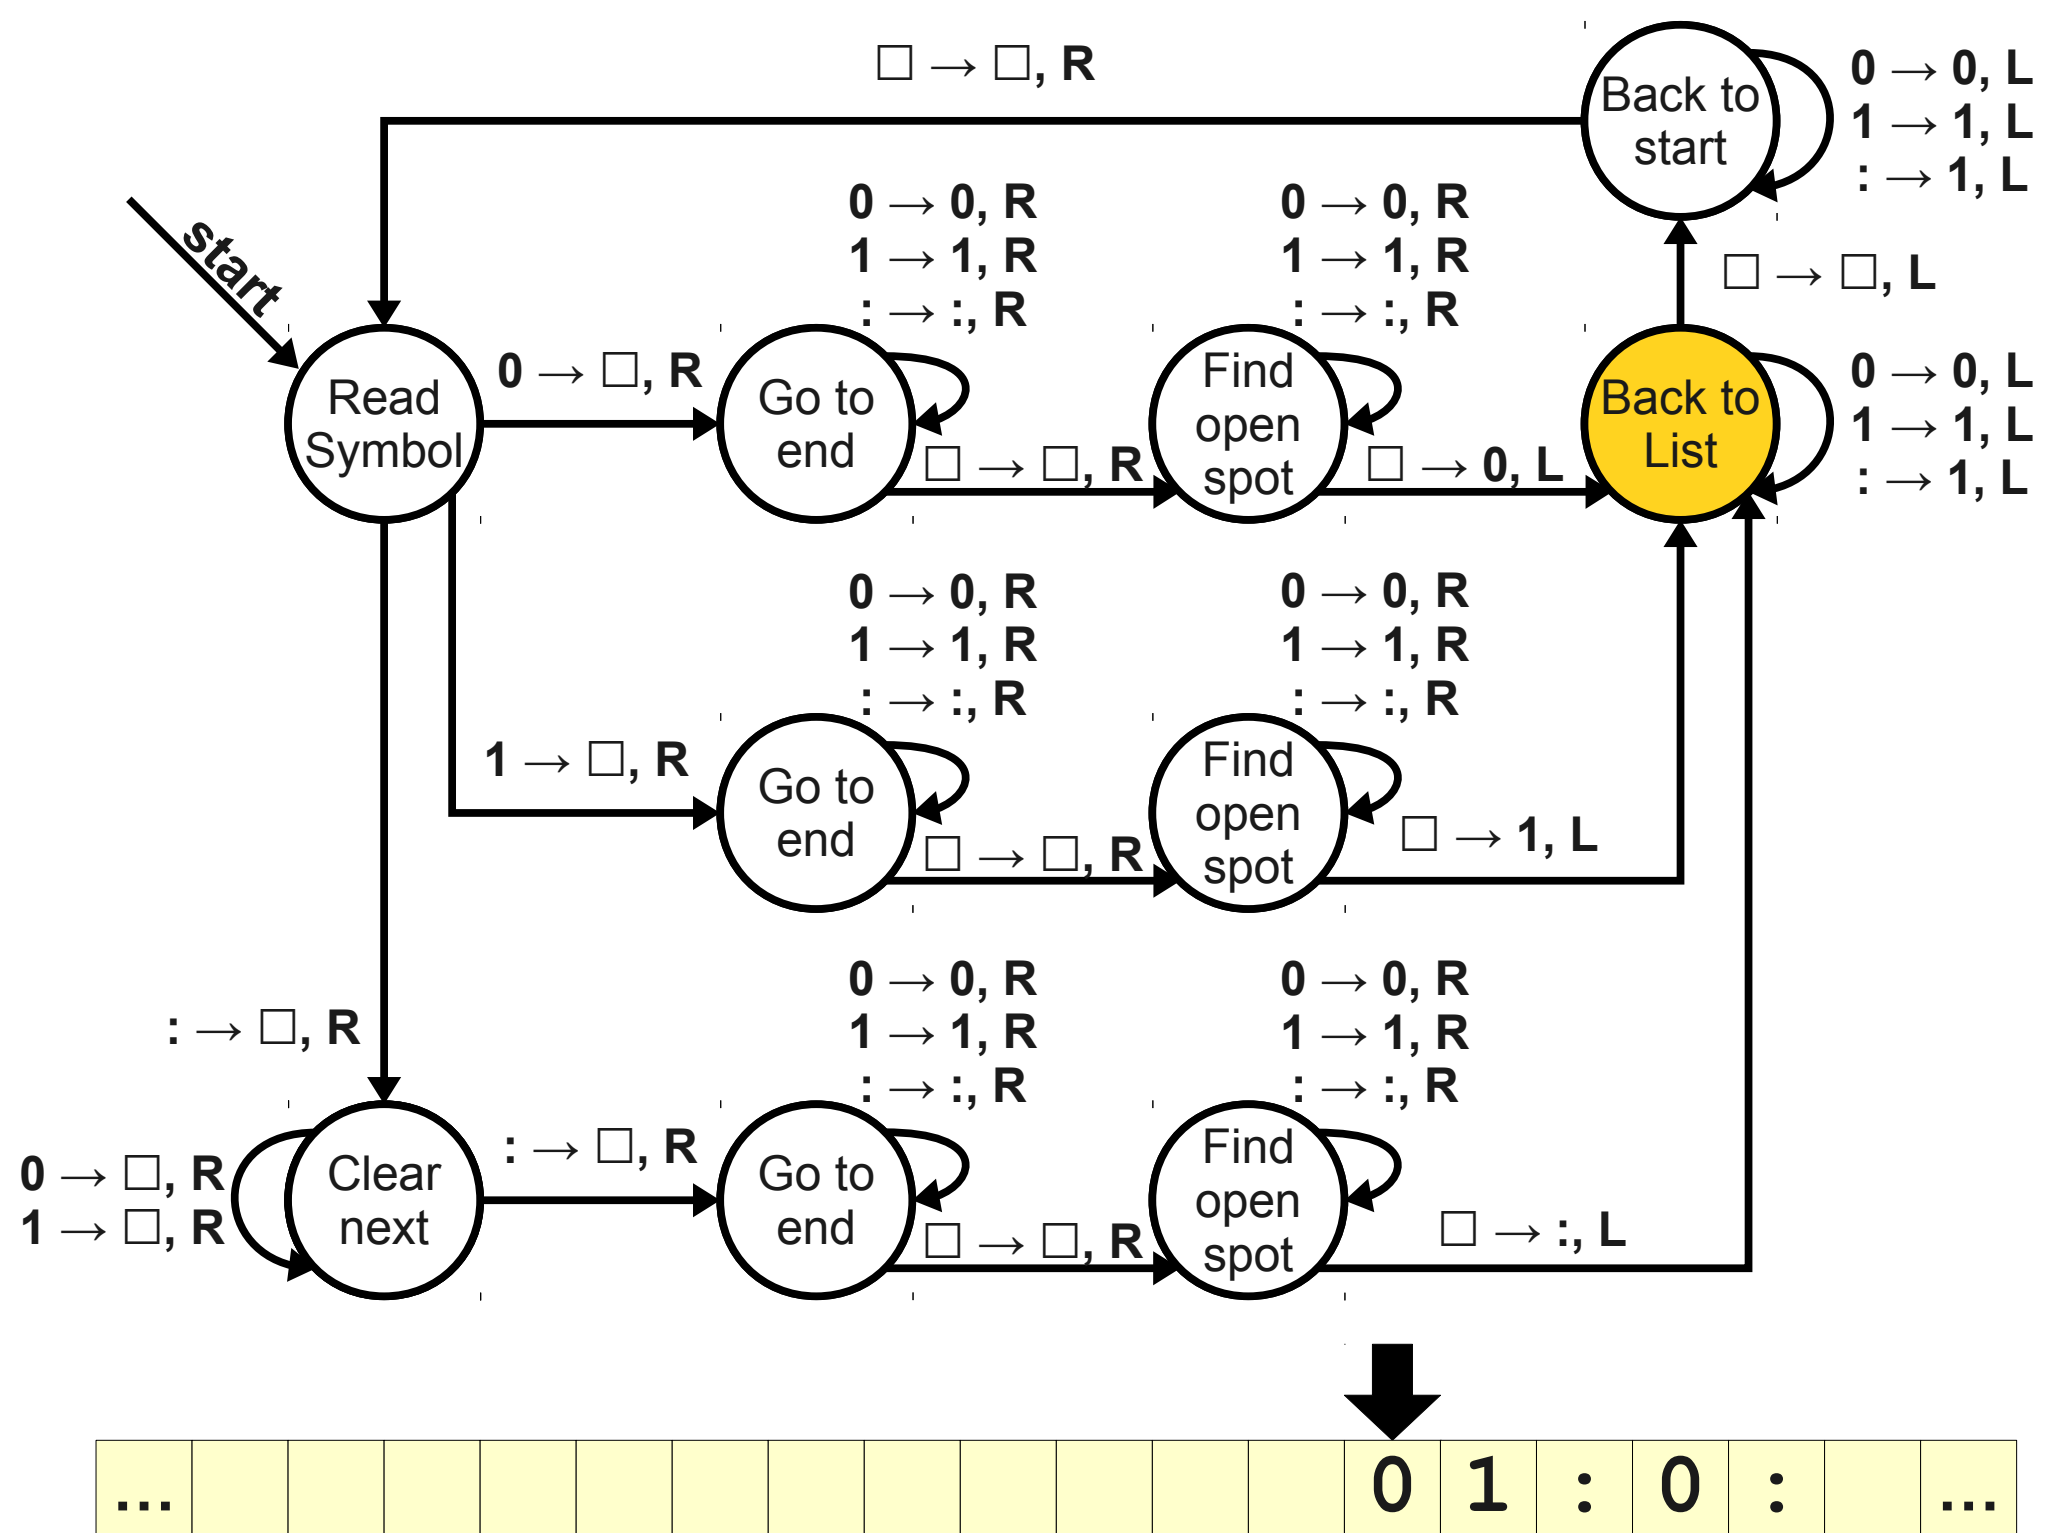 □ → □, R
Back to
start
0 → 0, L
1 → 1, L
: → 1, L
start
0 → 0, R
1 → 1, R
: → :, R
0 → 0, R
1 → 1, R
: → :, R
□ → □, L
Read
Symbol
0 → □, R
Go to
end
□ → □, R
Find
open
spot
□ → 0, L
Back to
List
0 → 0, L
1 → 1, L
: → 1, L
0 → 0, R
1 → 1, R
: → :, R
0 → 0, R
1 → 1, R
: → :, R
1 → □, R
Go to
end
□ → □, R
Find
open
spot
□ → 1, L
: → □, R
0 → 0, R
1 → 1, R
: → :, R
0 → 0, R
1 → 1, R
: → :, R
0 → □, R
1 → □, R
Clear
next
: → □, R
Go to
end
□ → □, R
Find
open
spot
□ → :, L
... 0 1 : 0 : ...